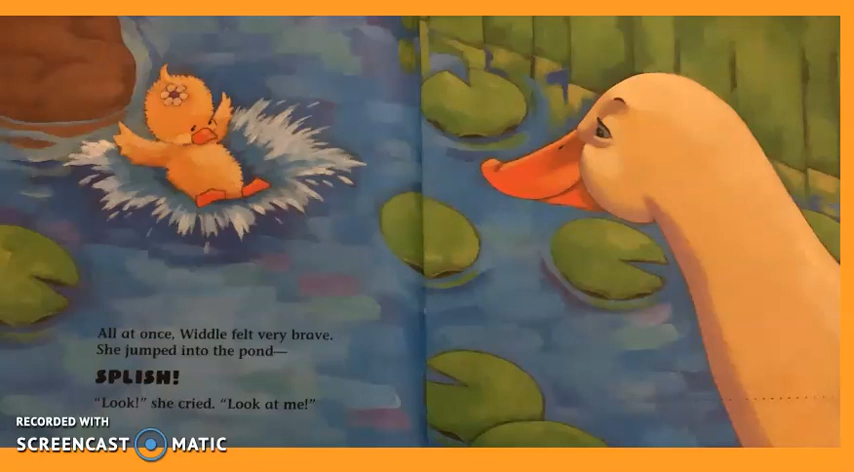 All at once, Widdle felt very brave.
She jumped into the pond—
SPLISH!
“Look!” she cried. “Look at me!”
RECORDED WITH
SCREENCAST MATIC